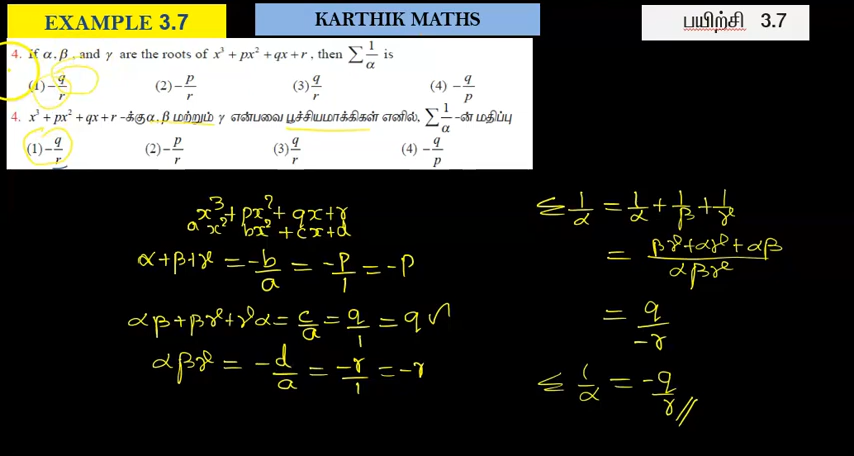 EXAMPLE 3.7
KARTHIK MATHS
பயிற்சி 3.7
4. If α, β, and γ are the roots of x³ + px² + qx + r, then ∑ 1/α is
(1) −q/r (2) −p/r (3) q/r (4) −q/p
4. x³ + px² + qx + r -க்கு α, β மற்றும் γ என்பவை பூச்சியமாக்கிகள் எனில், ∑ 1/α -ன் மதிப்பு
(1) −q/r (2) −p/r (3) q/r (4) −q/p
x³ + px² + qx + r
a x² bx² + cx + d
α + β + γ = −b/a = −p/1 = −p
αβ + βγ + γα = c/a = q/1 = q ✓
αβγ = −d/a = −r/1 = −r
∑ 1/α = 1/α + 1/β + 1/γ
= (βγ + αγ + αβ)/(αβγ)
= q/−r
∑ 1/α = −q/r //